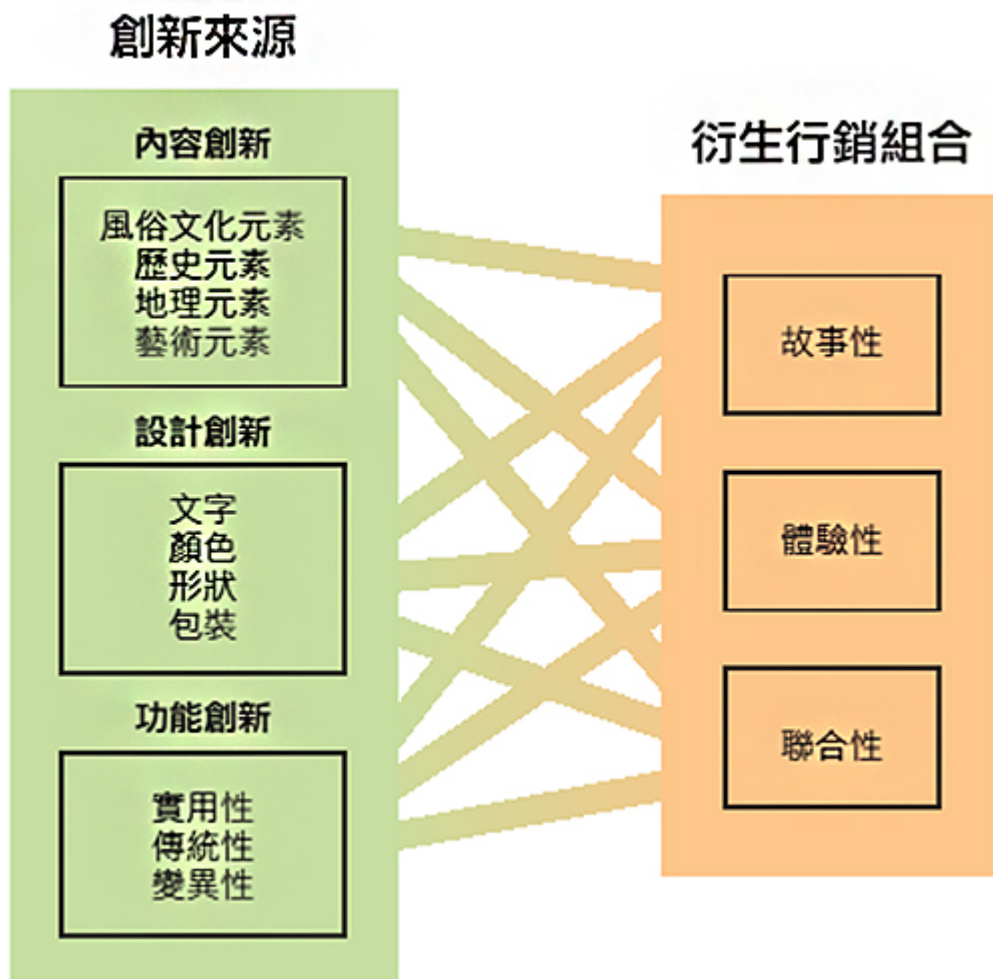 創新來源
內容創新
風俗文化元素
歷史元素
地理元素
藝術元素
設計創新
文字
顏色
形狀
包裝
功能創新
實用性
傳統性
變異性
衍生行銷組合
故事性
體驗性
聯合性